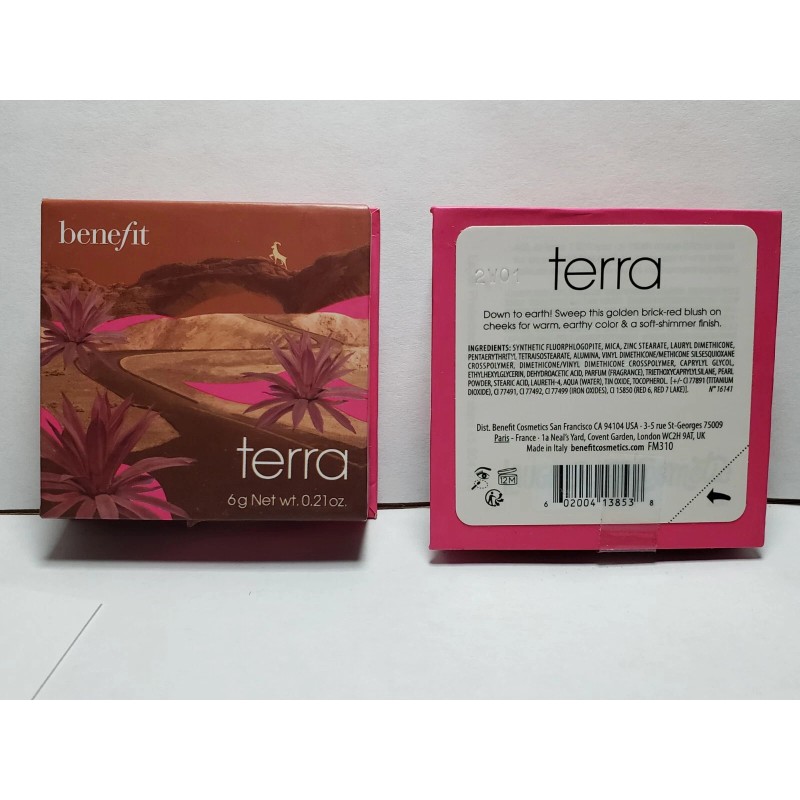 benefit
terra
6 g Net wt. 0.21 oz.
2Y01
terra
Down to earth! Sweep this golden brick-red blush on
cheeks for warm, earthy color & a soft-shimmer finish.
INGREDIENTS: SYNTHETIC FLUORPHLOGOPITE, MICA, ZINC STEARATE, LAURYL DIMETHICONE,
PENTAERYTHRITYL TETRAISOSTEARATE, ALUMINA, VINYL DIMETHICONE/METHICONE SILSESQUIOXANE
CROSSPOLYMER, DIMETHICONE/VINYL DIMETHICONE CROSSPOLYMER, CAPRYLYL GLYCOL,
ETHYLHEXYLGLYCERIN, DEHYDROACETIC ACID, PARFUM (FRAGRANCE), TRIETHOXYCAPRYLYLSILANE, PEARL
POWDER, STEARIC ACID, LAURETH-4, AQUA (WATER), TIN OXIDE, TOCOPHEROL. [+/- CI 77891 (TITANIUM
DIOXIDE), CI 77491, CI 77492, CI 77499 (IRON OXIDES), CI 15850 (RED 6, RED 7 LAKE)]. N° 16141
Dist. Benefit Cosmetics San Francisco CA 94104 USA - 3-5 rue St-Georges 75009
Paris - France - 1a Neal's Yard, Covent Garden, London WC2H 9AT, UK
Made in Italy benefitcosmetics.com FM310
12M
6 02004 13853 8